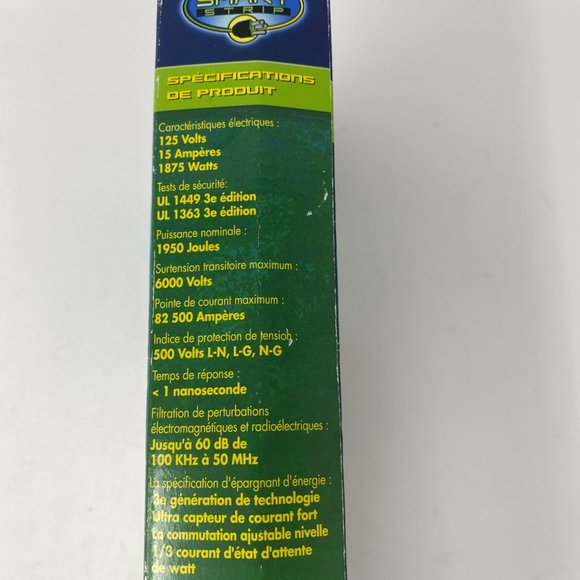 SMART
STRIP
SPÉCIFICATIONS
DE PRODUIT
Caractéristiques électriques :
125 Volts
15 Ampères
1875 Watts
Tests de sécurité:
UL 1449 3e édition
UL 1363 3e édition
Puissance nominale :
1950 Joules
Surtension transitoire maximum :
6000 Volts
Pointe de courant maximum :
82 500 Ampères
Indice de protection de tension :
500 Volts L-N, L-G, N-G
Temps de réponse :
< 1 nanoseconde
Filtration de perturbations
électromagnétiques et radioélectriques :
Jusqu'à 60 dB de
100 KHz à 50 MHz
La spécification d'épargnant d'énergie :
3e génération de technologie
Ultra capteur de courant fort
La commutation ajustable nivelle
1/3 courant d'état d'attente
de watt